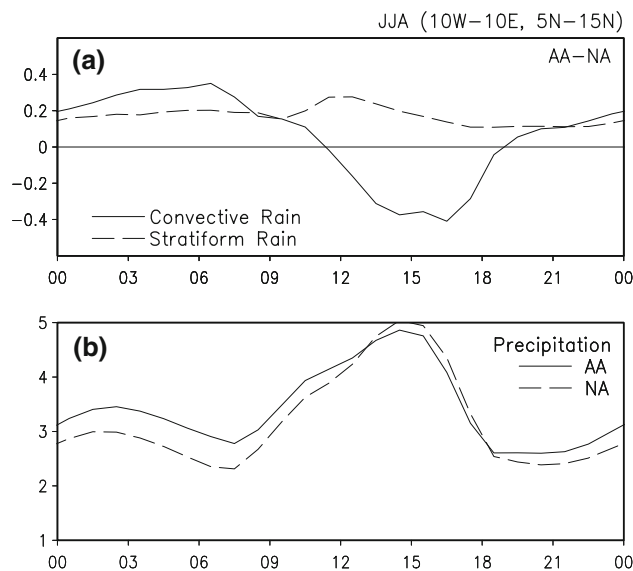 JJA (10W−10E, 5N−15N)
(a)
AA−NA
0.4
0.2
0
−0.2
−0.4
Convective Rain
Stratiform Rain
00 03 06 09 12 15 18 21 00
(b)
Precipitation
AA
NA
5
4
3
2
1
00 03 06 09 12 15 18 21 00